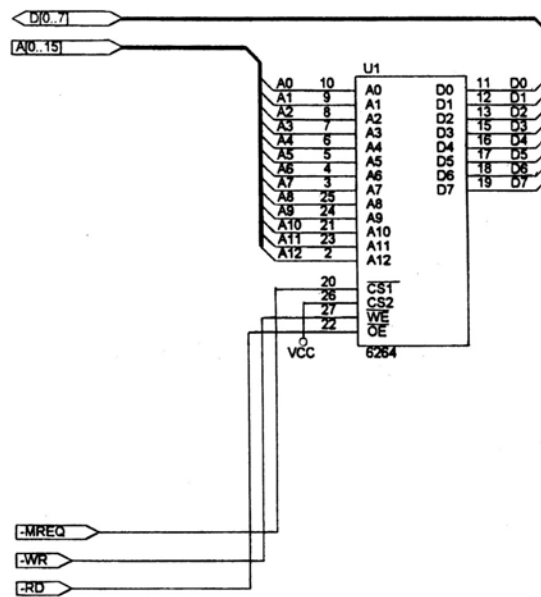 D[0..7]
A[0..15]
U1
A0 10 A0 D0 11 D0
A1 9 A1 D1 12 D1
A2 8 A2 D2 13 D2
A3 7 A3 D3 15 D3
A4 6 A4 D4 16 D4
A5 5 A5 D5 17 D5
A6 4 A6 D6 18 D6
A7 3 A7 D7 19 D7
A8 25 A8
A9 24 A9
A10 21 A10
A11 23 A11
A12 2 A12
20 CS1
26 CS2
27 WE
22 OE
VCC
6264
-MREQ
-WR
-RD